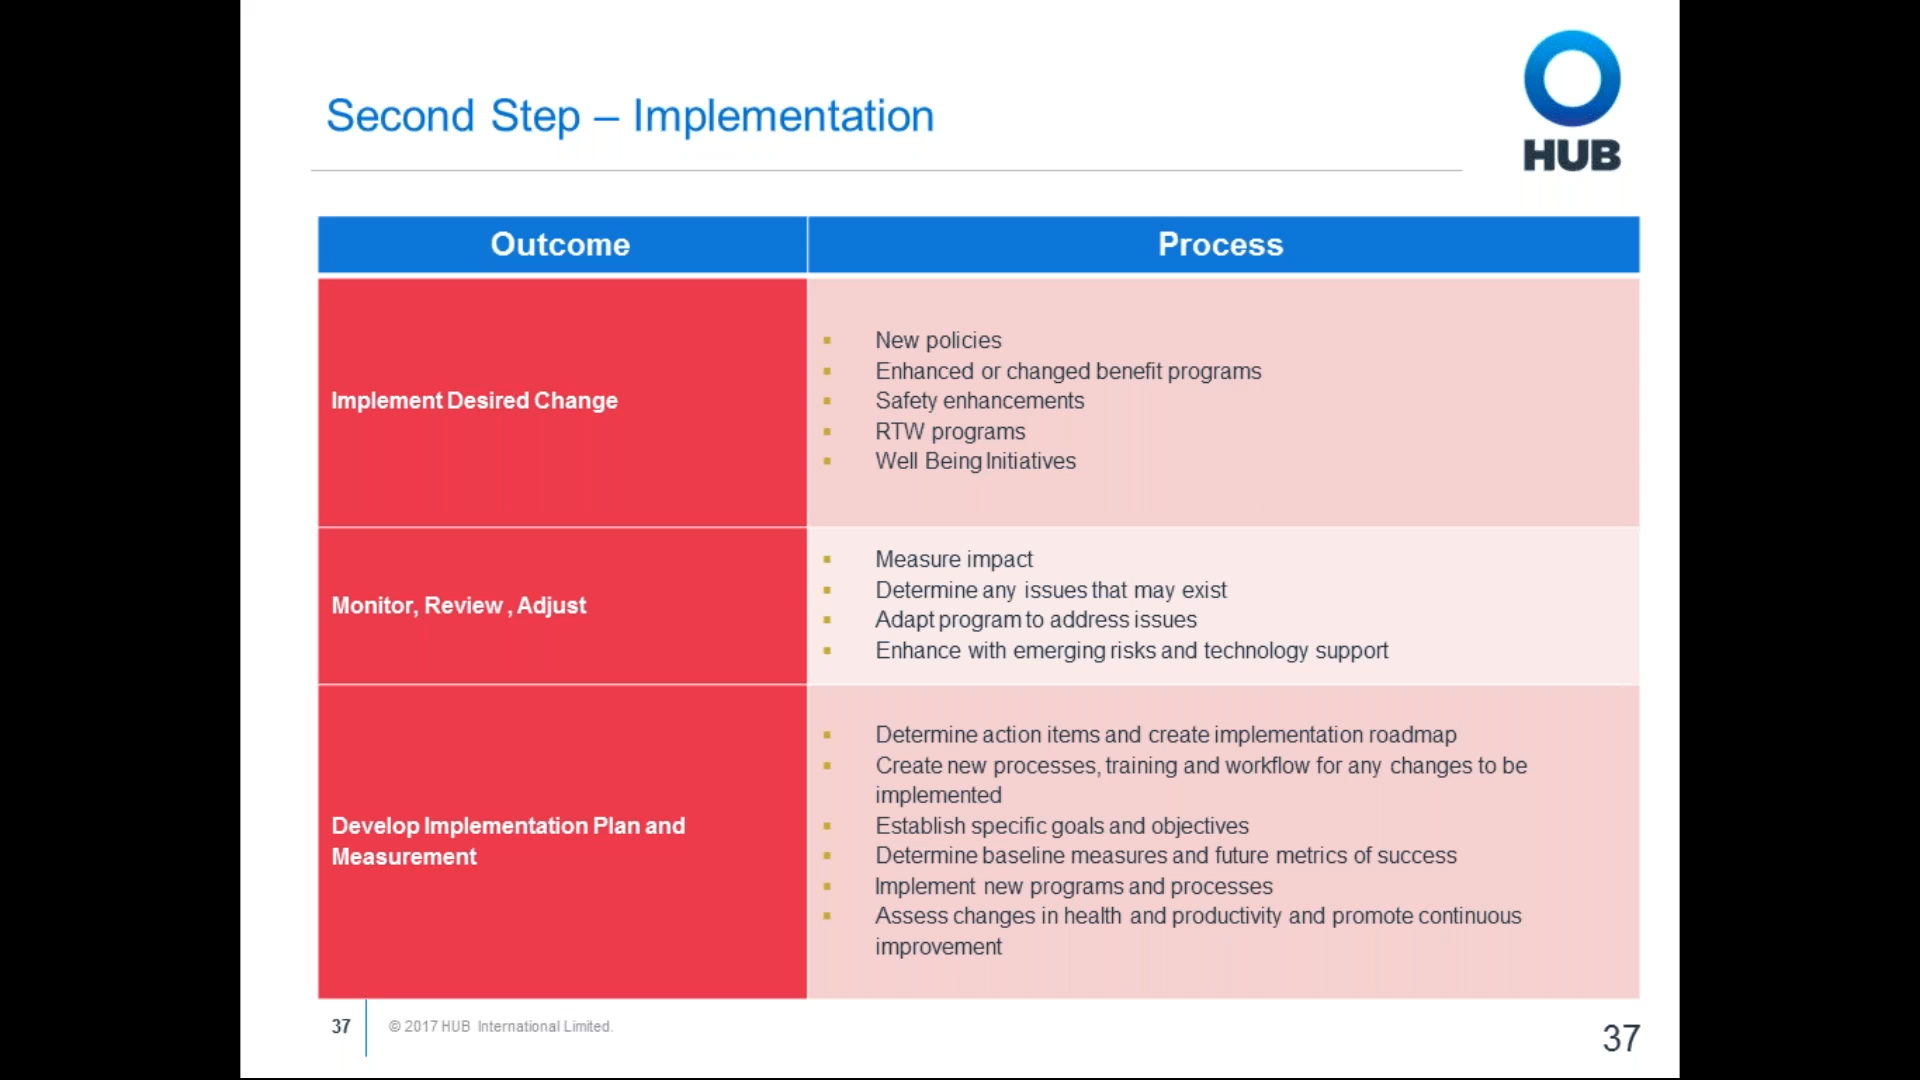 Second Step – Implementation
HUB
Outcome
Process
Implement Desired Change
New policies
Enhanced or changed benefit programs
Safety enhancements
RTW programs
Well Being Initiatives
Monitor, Review , Adjust
Measure impact
Determine any issues that may exist
Adapt program to address issues
Enhance with emerging risks and technology support
Develop Implementation Plan and
Measurement
Determine action items and create implementation roadmap
Create new processes, training and workflow for any changes to be
implemented
Establish specific goals and objectives
Determine baseline measures and future metrics of success
Implement new programs and processes
Assess changes in health and productivity and promote continuous
improvement
37
© 2017 HUB International Limited.
37